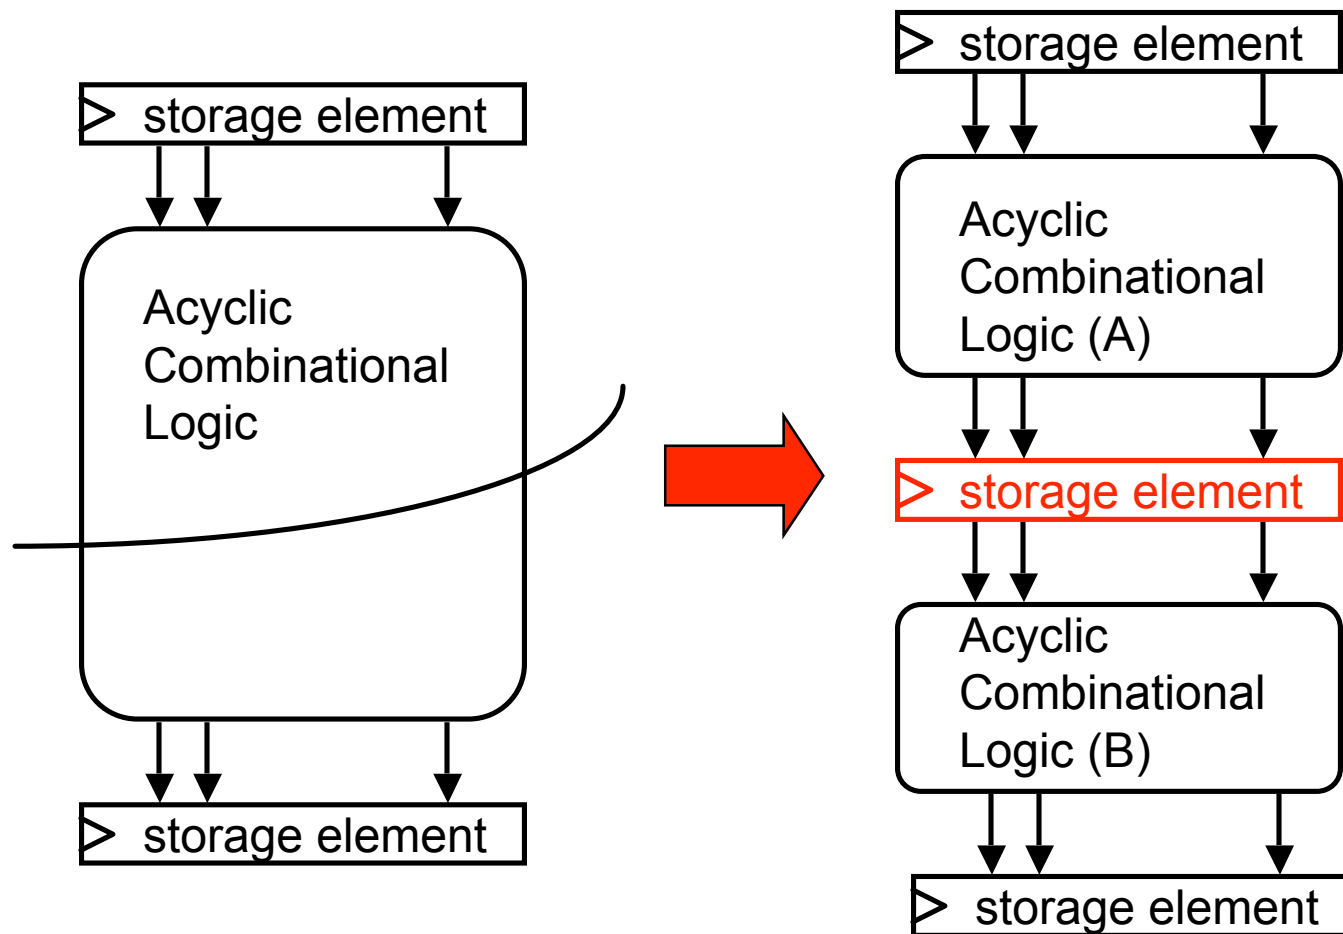 storage element
Acyclic
Combinational
Logic
storage element
storage element
Acyclic
Combinational
Logic (A)
storage element
Acyclic
Combinational
Logic (B)
storage element